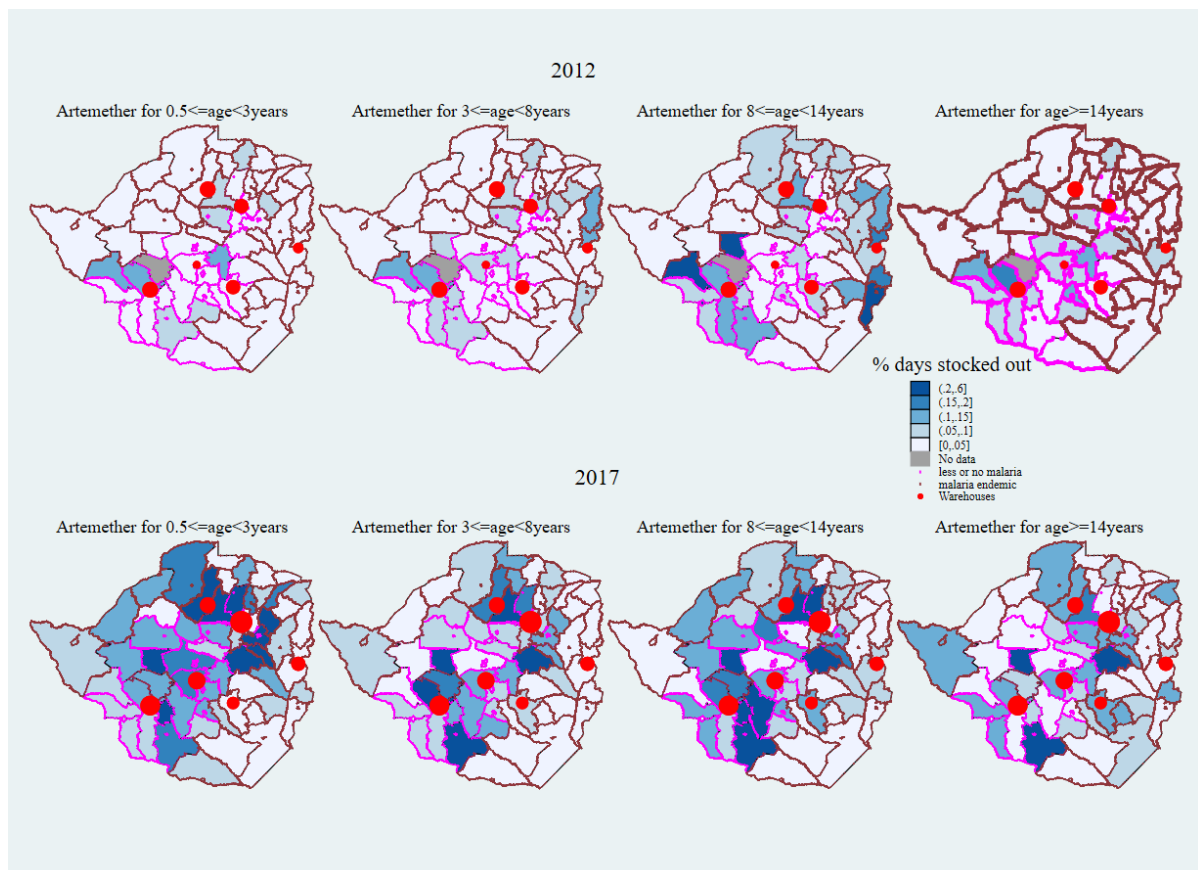 2012
Artemether for 0.5<=age<3years
Artemether for 3<=age<8years
Artemether for 8<=age<14years
Artemether for age>=14years
% days stocked out
(.2,.6]
(.15,.2]
(.1,.15]
(.05,.1]
[0,.05]
No data
less or no malaria
malaria endemic
Warehouses
2017
Artemether for 0.5<=age<3years
Artemether for 3<=age<8years
Artemether for 8<=age<14years
Artemether for age>=14years